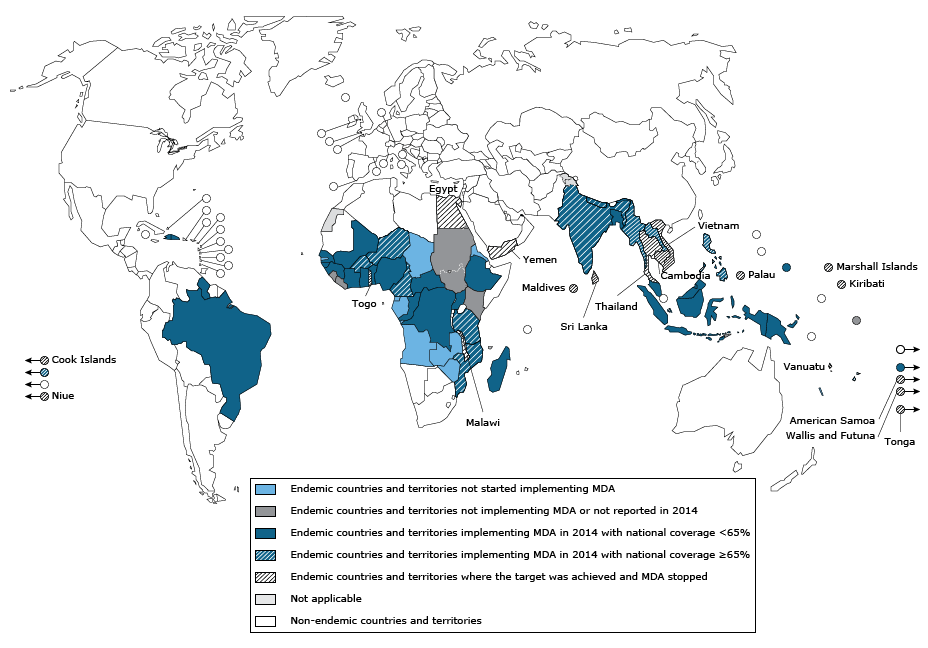 Egypt
Vietnam
Yemen
Cambodia
Palau
Marshall Islands
Kiribati
Maldives
Togo
Thailand
Sri Lanka
Cook Islands
Niue
Vanuatu
Malawi
American Samoa
Wallis and Futuna
Tonga
Endemic countries and territories not started implementing MDA
Endemic countries and territories not implementing MDA or not reported in 2014
Endemic countries and territories implementing MDA in 2014 with national coverage <65%
Endemic countries and territories implementing MDA in 2014 with national coverage ≥65%
Endemic countries and territories where the target was achieved and MDA stopped
Not applicable
Non-endemic countries and territories